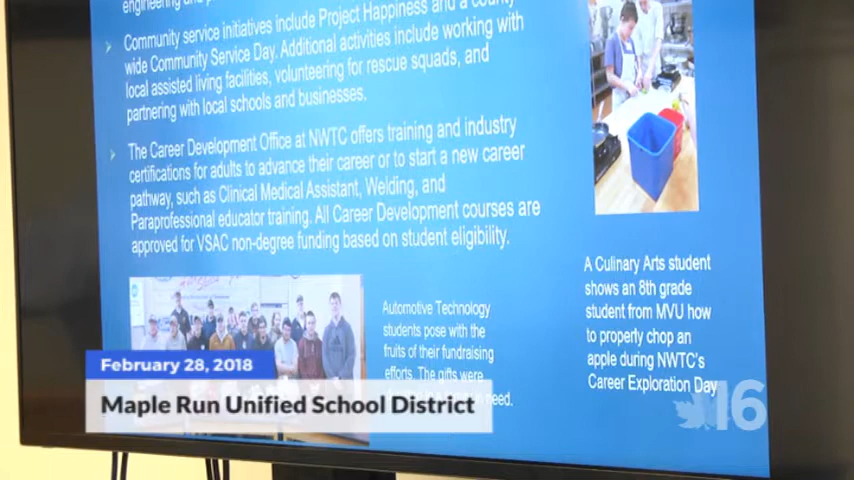 engineering and
Community service initiatives include Project Happiness and a county
wide Community Service Day. Additional activities include working with
local assisted living facilities, volunteering for rescue squads, and
partnering with local schools and businesses.
The Career Development Office at NWTC offers training and industry
certifications for adults to advance their career or to start a new career
pathway, such as Clinical Medical Assistant, Welding, and
Paraprofessional educator training. All Career Development courses are
approved for VSAC non-degree funding based on student eligibility.
A Culinary Arts student
shows an 8th grade
student from MVU how
to properly chop an
apple during NWTC's
Career Exploration Day
Automotive Technology
students pose with the
fruits of their fundraising
efforts. The gifts were
need.
February 28, 2018
Maple Run Unified School District
16